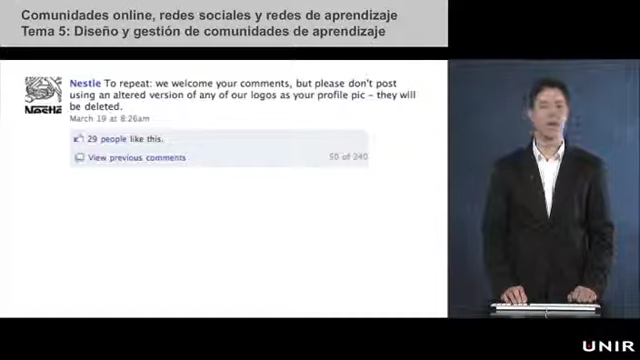 Comunidades online, redes sociales y redes de aprendizaje
Tema 5: Diseño y gestión de comunidades de aprendizaje
Nestle To repeat: we welcome your comments, but please don't post
using an altered version of any of our logos as your profile pic - they will
be deleted.
Nestlé
March 19 at 8:26am
29 people like this.
View previous comments
50 of 240
UNIR